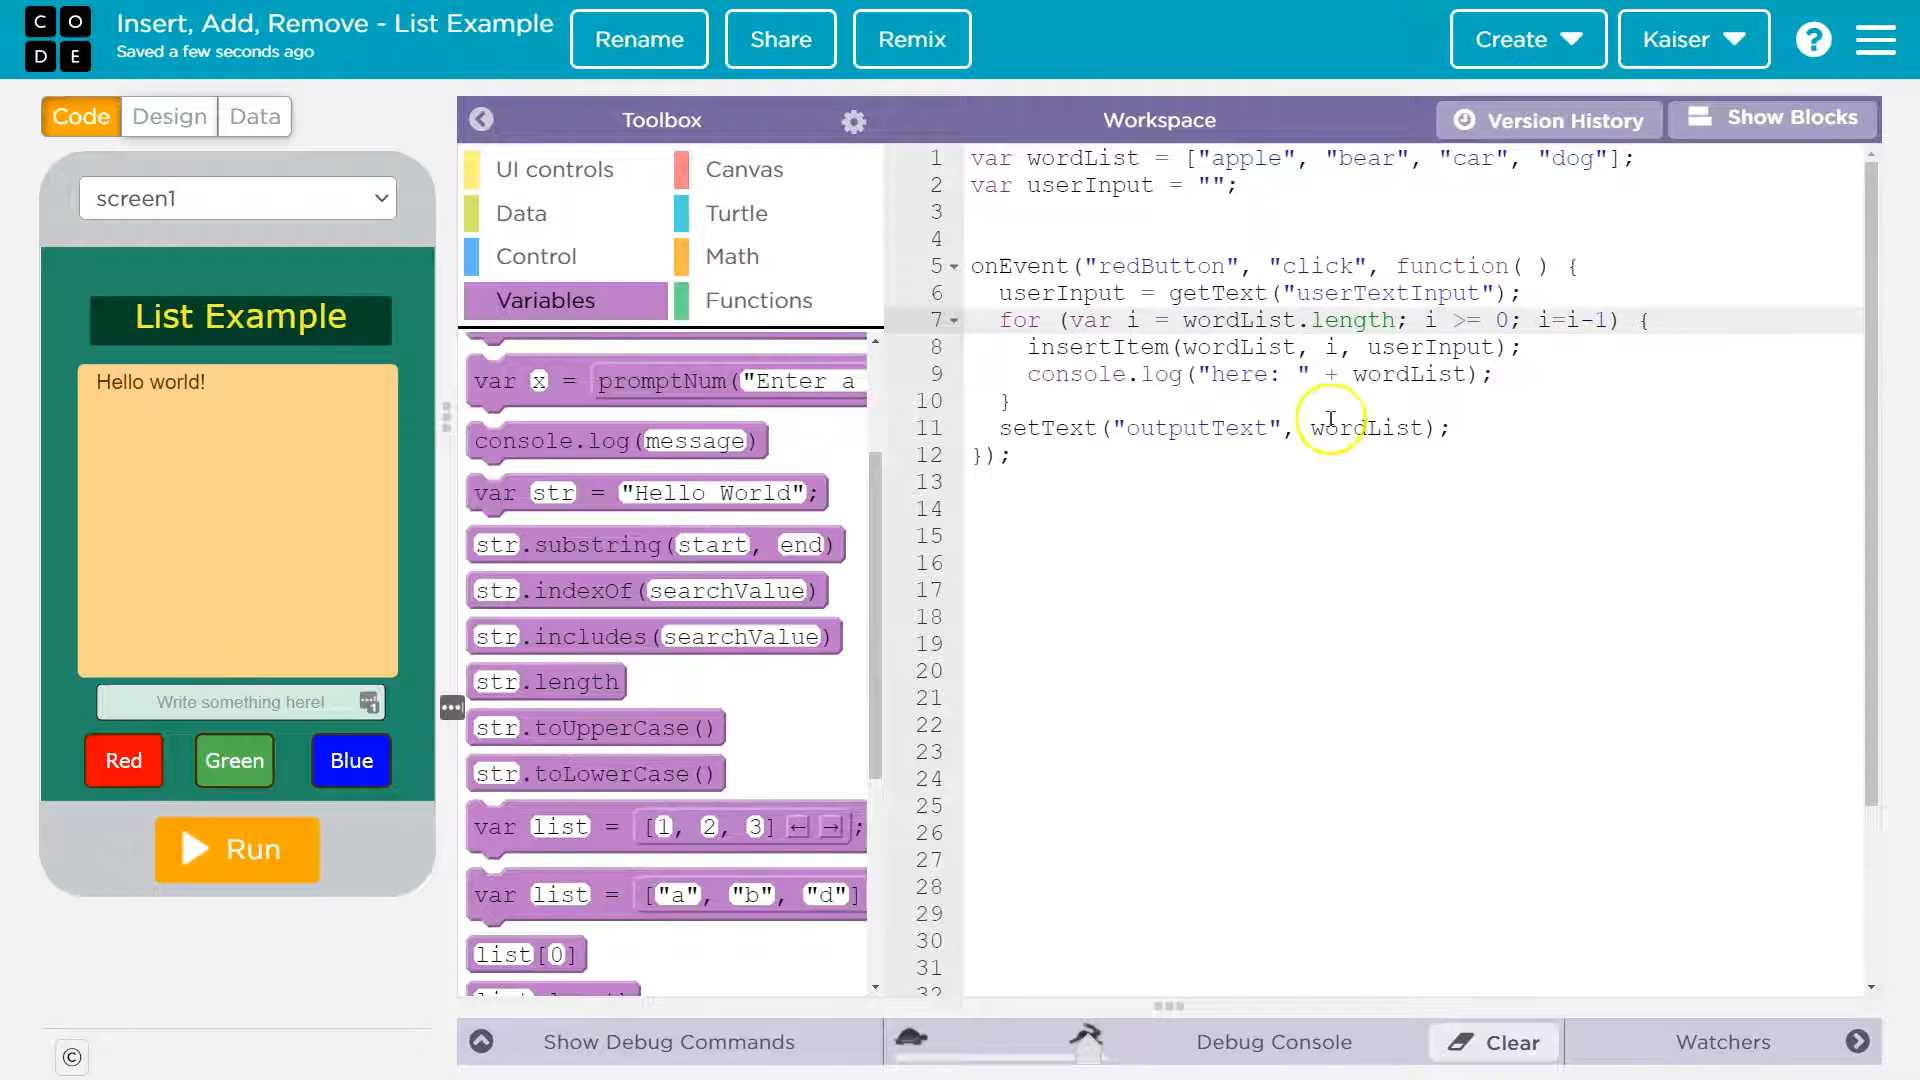 C O
D E
Insert, Add, Remove - List Example
Saved a few seconds ago
Rename
Share
Remix
Create
Kaiser
?
Code
Design
Data
screen1
List Example
Hello world!
Write something here!
1
Red
Green
Blue
Run
©
Toolbox
UI controls
Canvas
Data
Turtle
Control
Math
Variables
Functions
var x = promptNum("Enter a
console.log(message)
var str = "Hello World";
str.substring(start, end)
str.indexOf(searchValue)
str.includes(searchValue)
str.length
str.toUpperCase()
str.toLowerCase()
var list = [1, 2, 3] ← → ;
var list = ["a", "b", "d"]
list[0]
Workspace
Version History
Show Blocks
1 var wordList = ["apple", "bear", "car", "dog"];
2 var userInput = "";
3
4
5 onEvent("redButton", "click", function( ) {
6 userInput = getText("userTextInput");
7 for (var i = wordList.length; i >= 0; i=i-1) {
8 insertItem(wordList, i, userInput);
9 console.log("here: " + wordList);
10 }
11 setText("outputText", wordList);
12 });
13
14
15
16
17
18
19
20
21
22
23
24
25
26
27
28
29
30
31
32
Show Debug Commands
Debug Console
Clear
Watchers